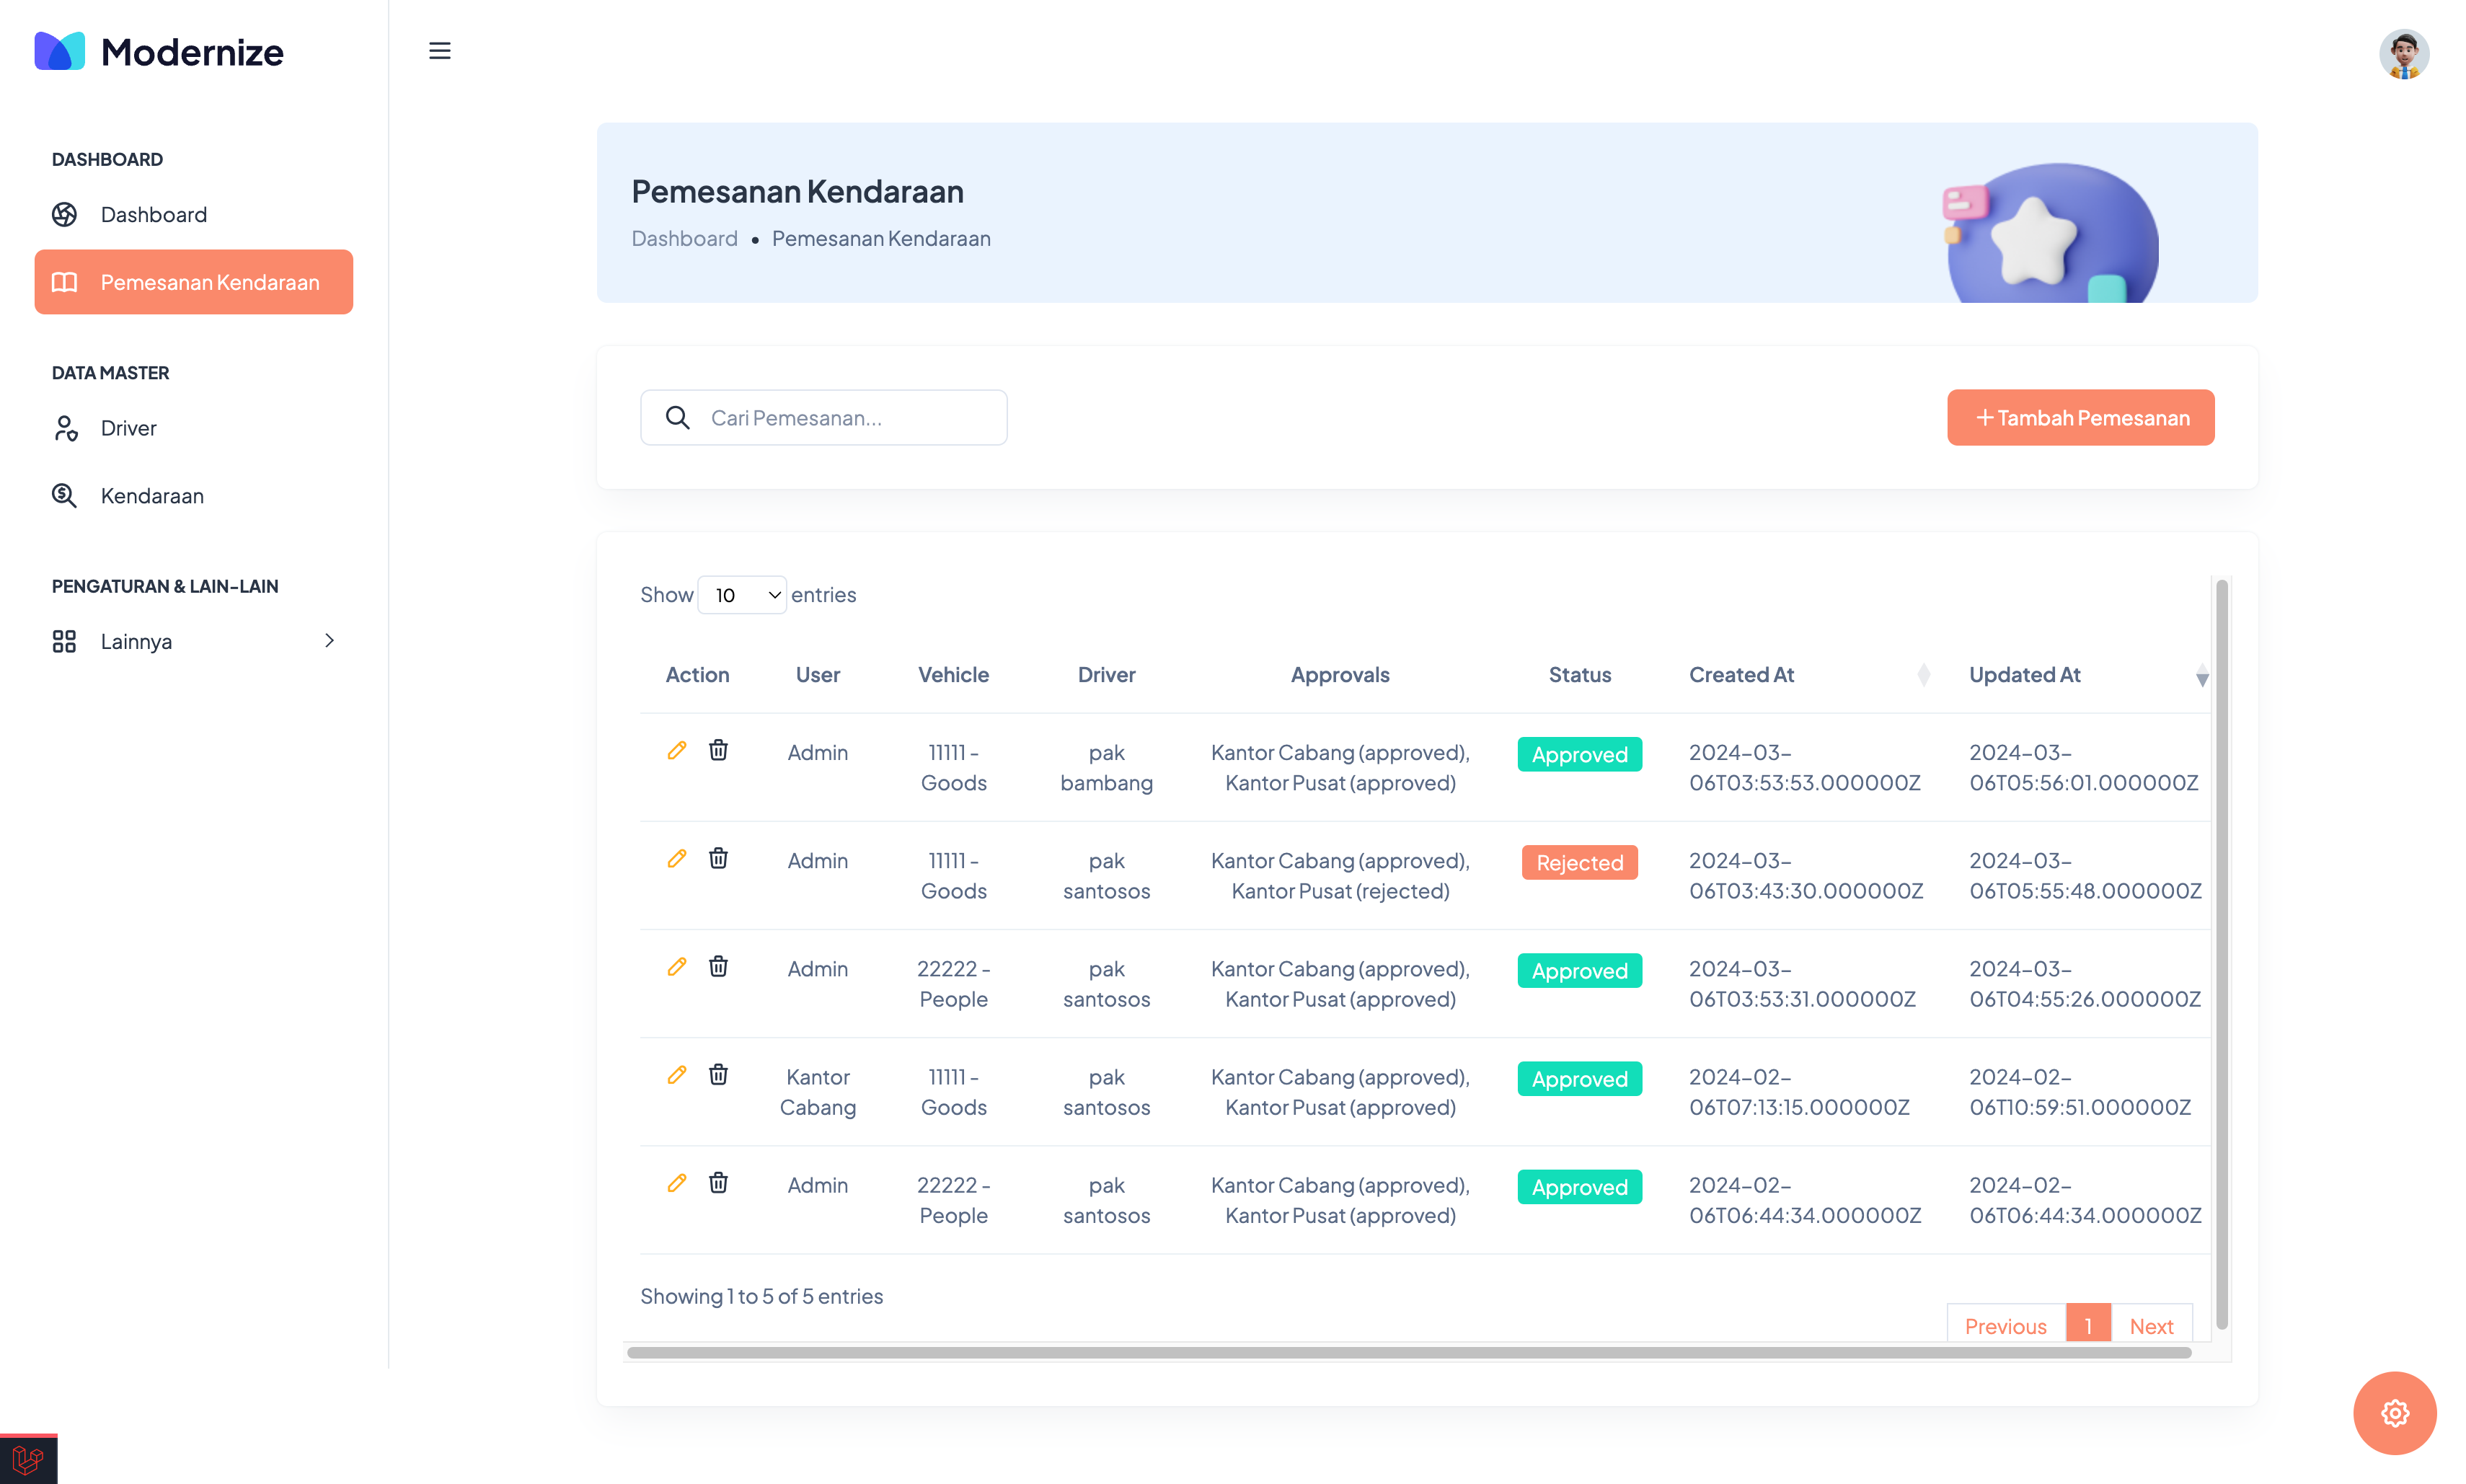 Modernize
DASHBOARD
Dashboard
Pemesanan Kendaraan
DATA MASTER
Driver
Kendaraan
PENGATURAN & LAIN-LAIN
Lainnya
Pemesanan Kendaraan
Dashboard • Pemesanan Kendaraan
Cari Pemesanan...
+ Tambah Pemesanan
Show 10 entries
Action User Vehicle Driver Approvals Status Created At Updated At
Admin 11111 - pak Kantor Cabang (approved), Approved 2024-03- 2024-03-
Goods bambang Kantor Pusat (approved) 06T03:53:53.000000Z 06T05:56:01.000000Z
Admin 11111 - pak Kantor Cabang (approved), Rejected 2024-03- 2024-03-
Goods santosos Kantor Pusat (rejected) 06T03:43:30.000000Z 06T05:55:48.000000Z
Admin 22222 - pak Kantor Cabang (approved), Approved 2024-03- 2024-03-
People santosos Kantor Pusat (approved) 06T03:53:31.000000Z 06T04:55:26.000000Z
Kantor 11111 - pak Kantor Cabang (approved), Approved 2024-02- 2024-02-
Cabang Goods santosos Kantor Pusat (approved) 06T07:13:15.000000Z 06T10:59:51.000000Z
Admin 22222 - pak Kantor Cabang (approved), Approved 2024-02- 2024-02-
People santosos Kantor Pusat (approved) 06T06:44:34.000000Z 06T06:44:34.000000Z
Showing 1 to 5 of 5 entries
Previous 1 Next